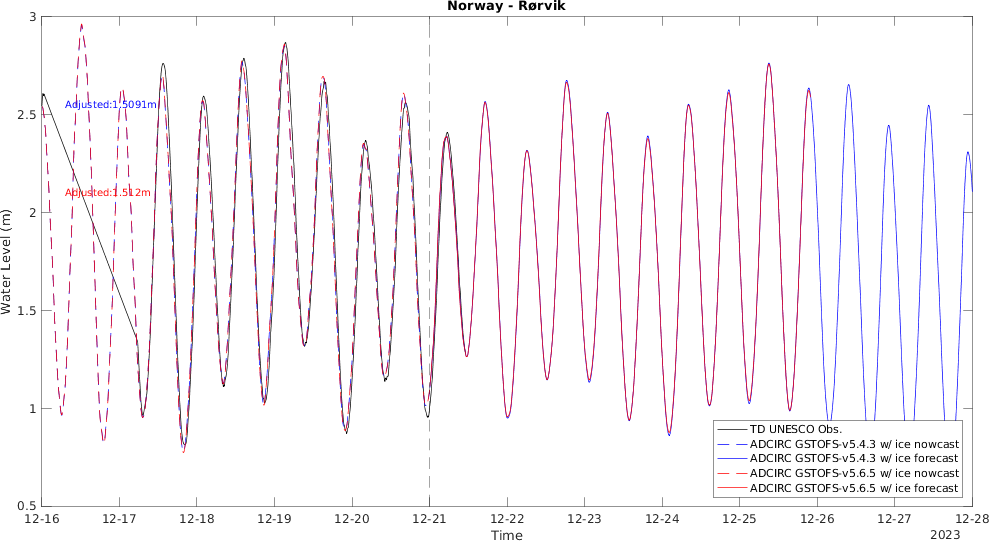 Norway - Rørvik
3
2.5
2
1.5
1
0.5
Water Level (m)
Adjusted:1.5091m
Adjusted:1.512m
TD UNESCO Obs.
ADCIRC GSTOFS-v5.4.3 w/ ice nowcast
ADCIRC GSTOFS-v5.4.3 w/ ice forecast
ADCIRC GSTOFS-v5.6.5 w/ ice nowcast
ADCIRC GSTOFS-v5.6.5 w/ ice forecast
12-16 12-17 12-18 12-19 12-20 12-21 12-22 12-23 12-24 12-25 12-26 12-27 12-28
Time
2023